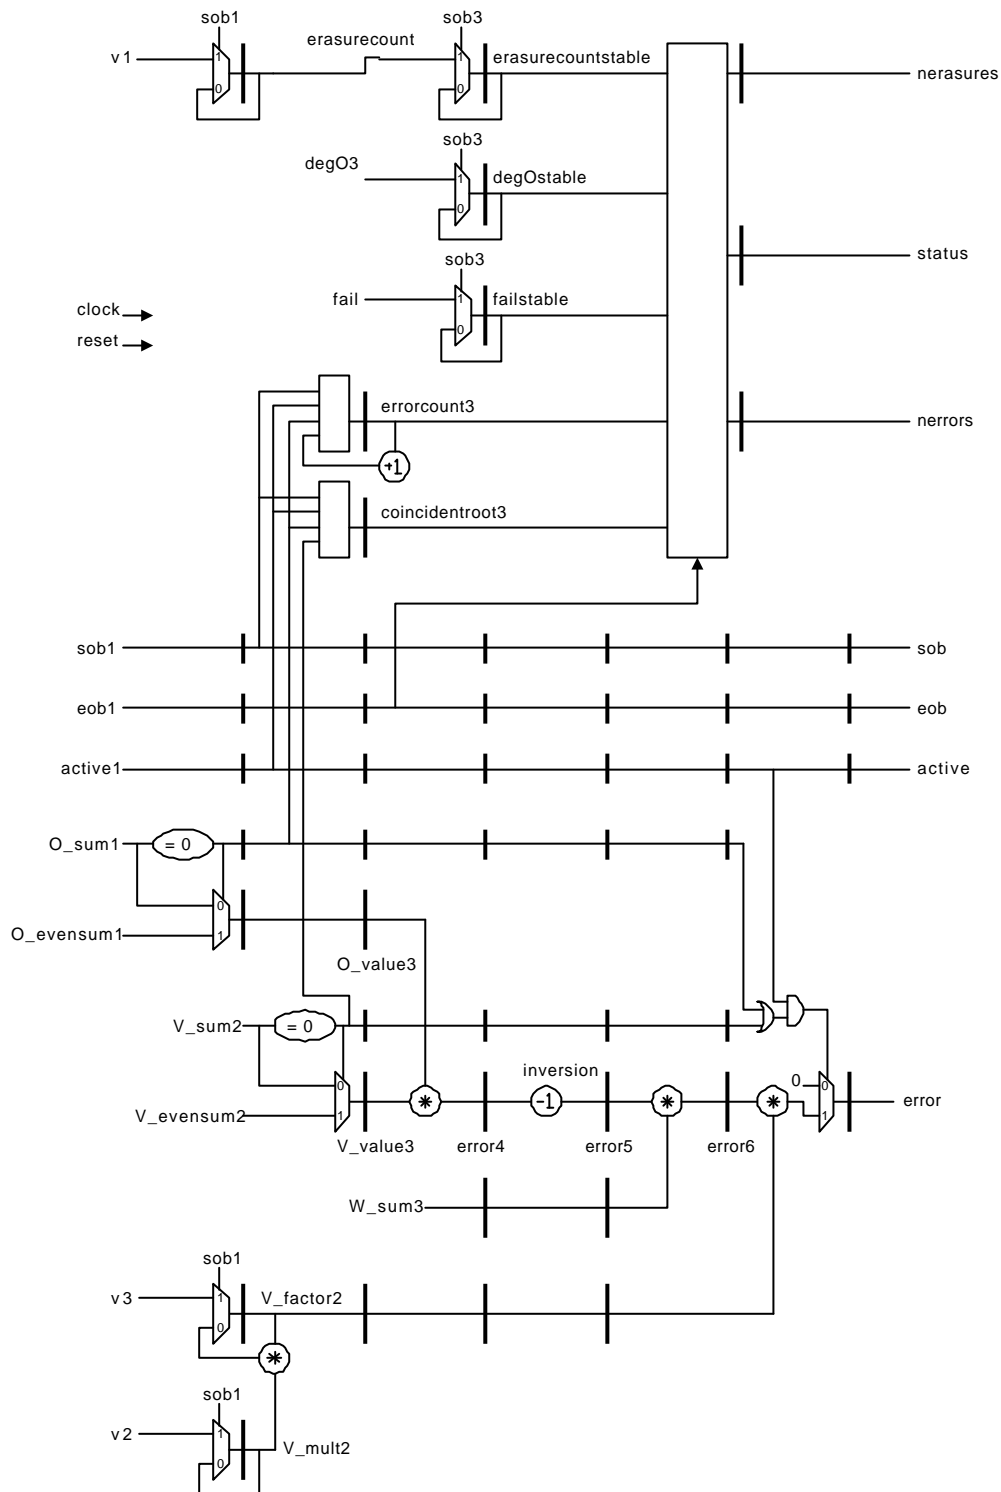 sob1
sob3
v1
1
0
erasurecount
1
0
erasurecountstable
nerasures
sob3
degO3
1
0
degOstable
status
sob3
fail
1
0
failstable
clock
reset
errorcount3
nerrors
+1
coincidentroot3
sob1
sob
eob1
eob
active1
active
O_sum1
= 0
0
1
O_evensum1
O_value3
V_sum2
= 0
inversion
0
0
0
1
V_evensum2
*
-1
*
*
1
error
V_value3
error4
error5
error6
W_sum3
sob1
v3
1
0
V_factor2
*
sob1
v2
1
0
V_mult2